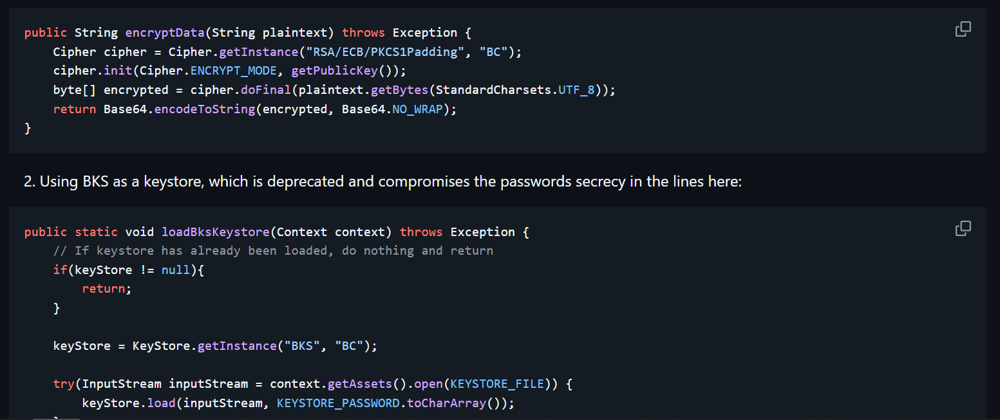 public String encryptData(String plaintext) throws Exception {
    Cipher cipher = Cipher.getInstance("RSA/ECB/PKCS1Padding", "BC");
    cipher.init(Cipher.ENCRYPT_MODE, getPublicKey());
    byte[] encrypted = cipher.doFinal(plaintext.getBytes(StandardCharsets.UTF_8));
    return Base64.encodeToString(encrypted, Base64.NO_WRAP);
}
2. Using BKS as a keystore, which is deprecated and compromises the passwords secrecy in the lines here:
public static void loadBksKeystore(Context context) throws Exception {
    // If keystore has already been loaded, do nothing and return
    if(keyStore != null){
        return;
    }
    keyStore = KeyStore.getInstance("BKS", "BC");
    try(InputStream inputStream = context.getAssets().open(KEYSTORE_FILE)) {
        keyStore.load(inputStream, KEYSTORE_PASSWORD.toCharArray());